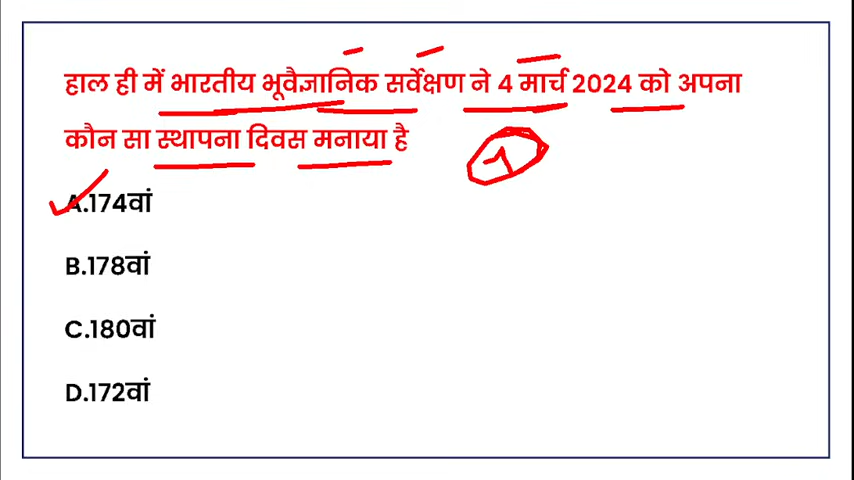 हाल ही में भारतीय भूवैज्ञानिक सर्वेक्षण ने 4 मार्च 2024 को अपना
कौन सा स्थापना दिवस मनाया है
A.174वां
B.178वां
C.180वां
D.172वां